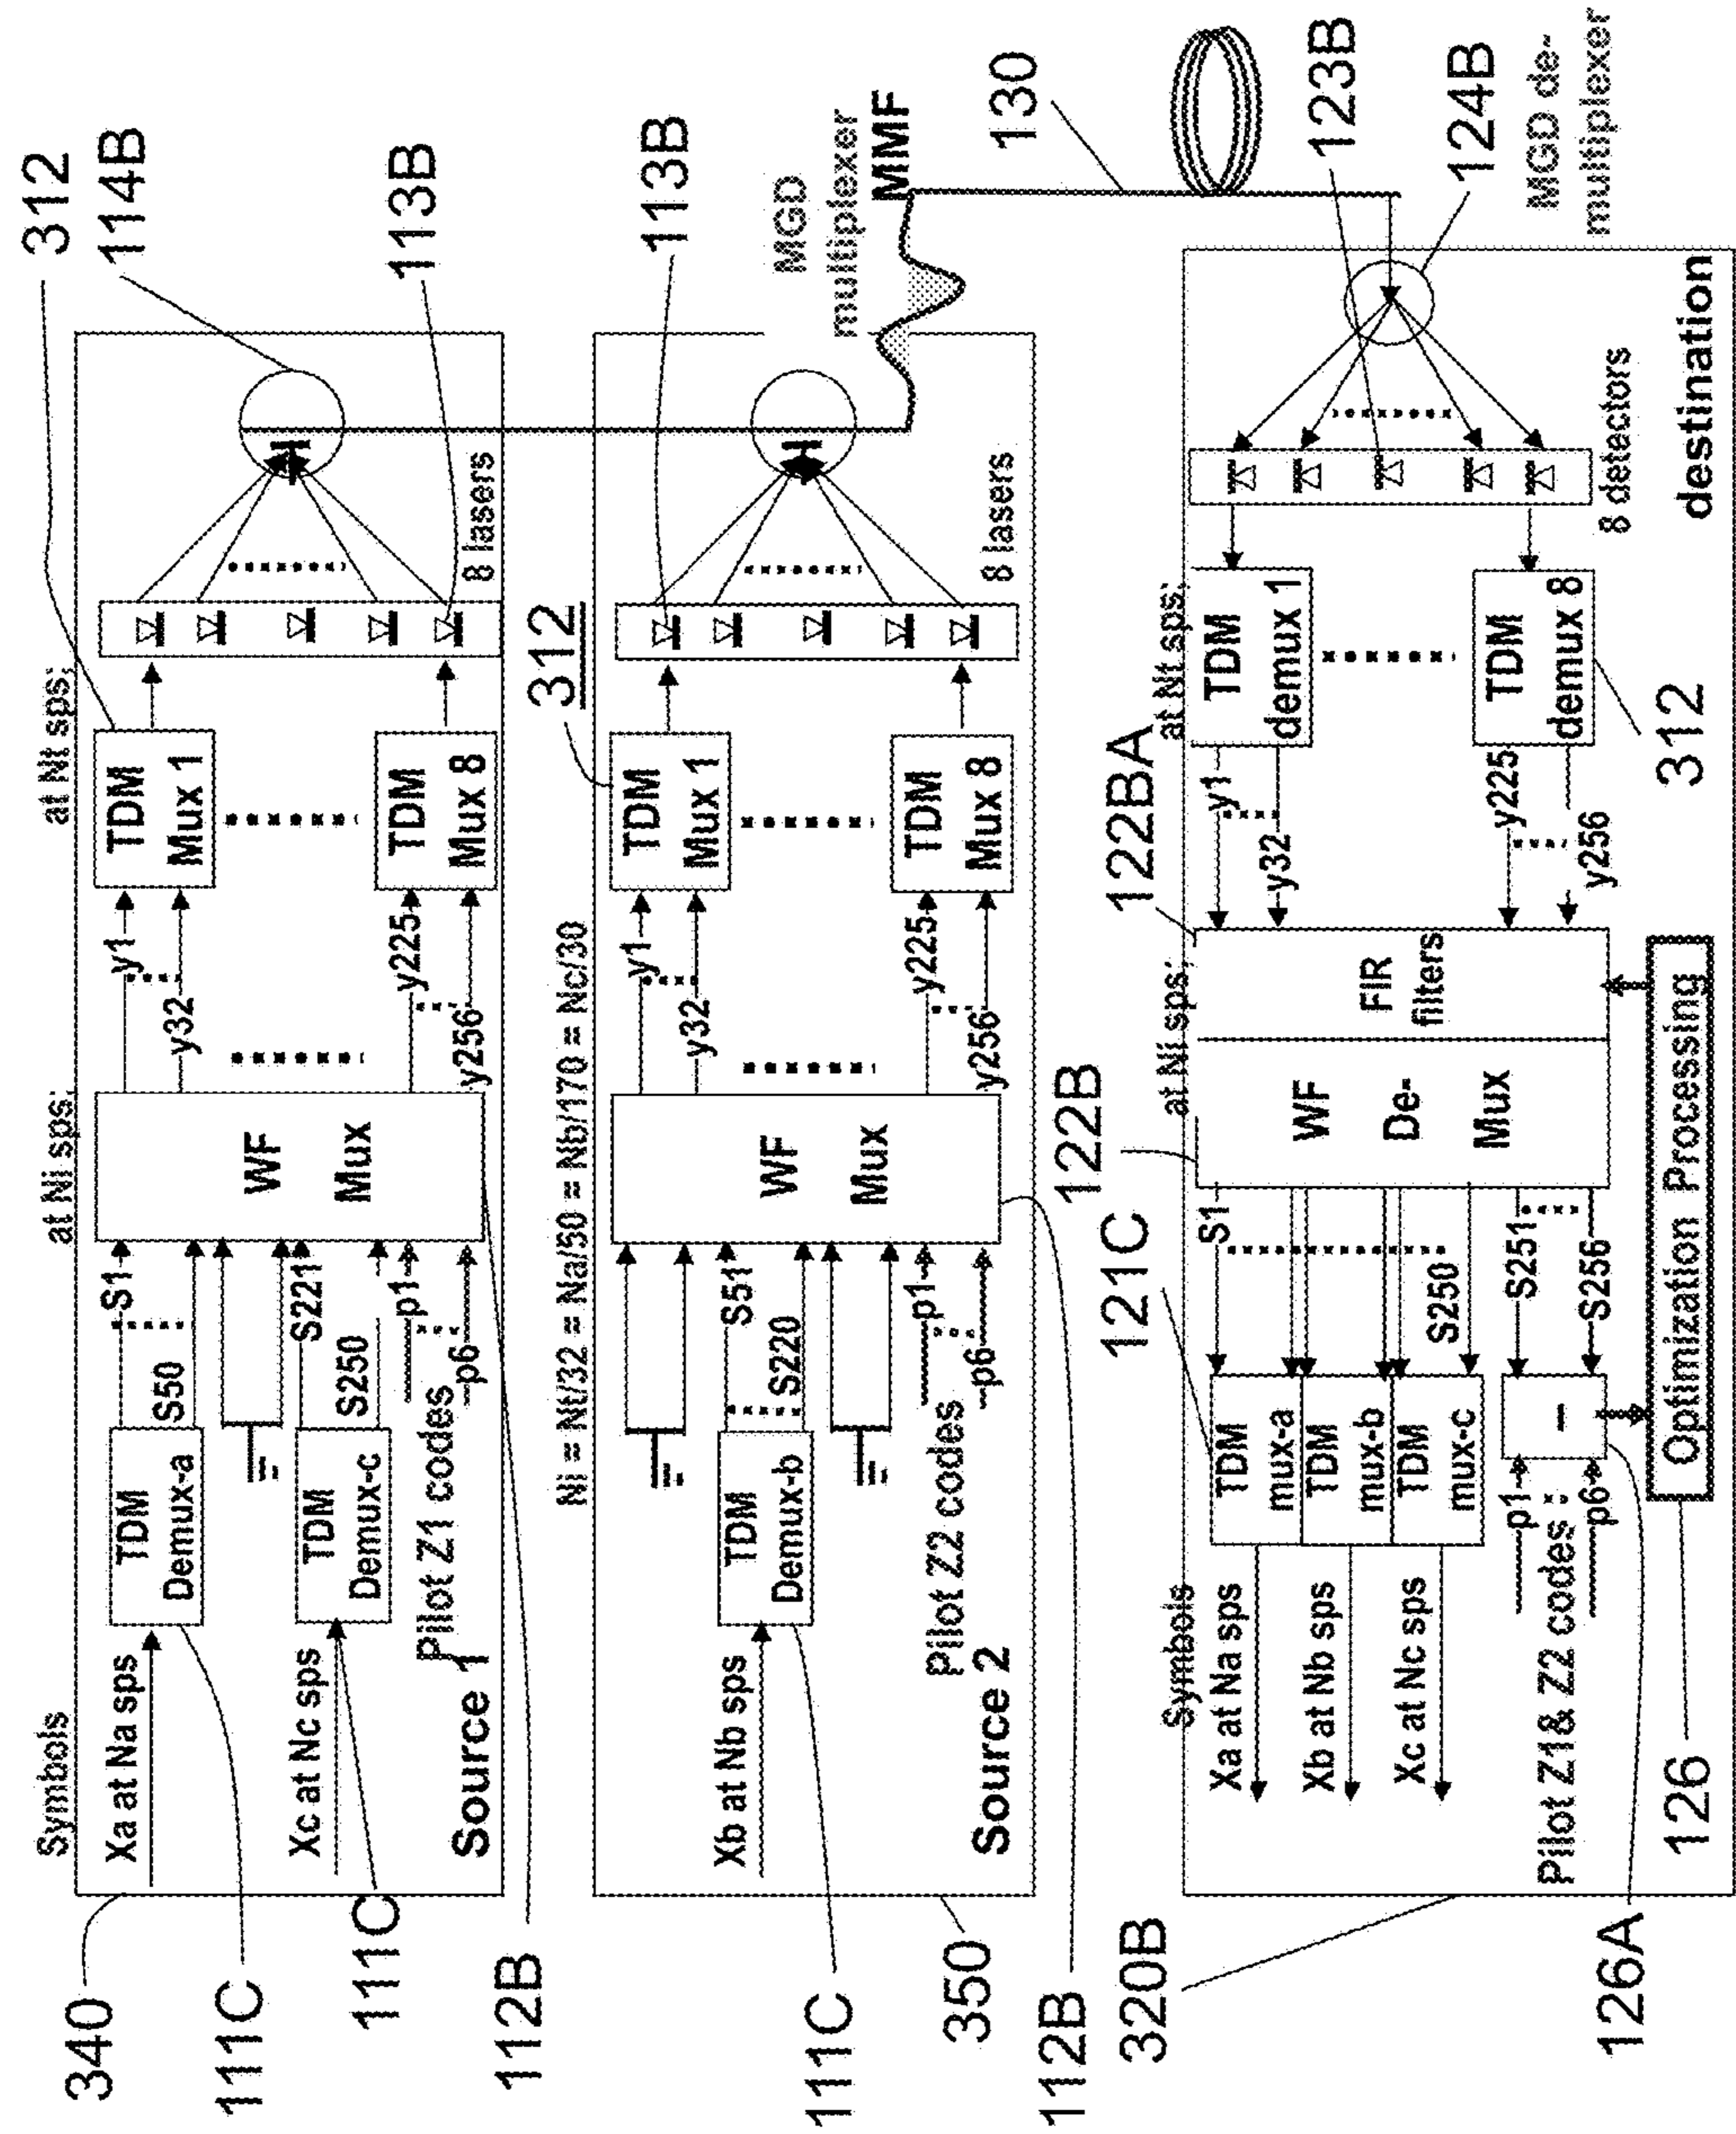 340
Symbols
at Ni sps:
at Nt sps:
312
114B
Xa at Na sps
TDM
Demux-a
S1
S50
WF
Mux
y1
y32
TDM
Mux 1
Xc at Nc sps
TDM
Demux-c
S221
S250
y225
y256
TDM
Mux 8
113B
8 lasers
Pilot Z1 codes
p1
p6
Source 1
111C
111C
112B
Ni = Nt/32 = Na/50 = Nb/170 = Nc/30
312
113B
MGD
multiplexer
MMF
Xb at Nb sps
TDM
Demux-b
S51
S220
WF
Mux
y1
y32
TDM
Mux 1
y225
y256
TDM
Mux 8
8 lasers
Pilot Z2 codes
p1
p6
Source 2
111C
350
112B
130
320B
121C
122B
122BA
123B
124B
Symbols
at Ni sps:
at Nt sps:
Xa at Na sps
Xb at Nb sps
Xc at Nc sps
TDM
mux-a
TDM
mux-b
TDM
mux-c
S1
S250
S251
S256
WF
De-
Mux
FIR
filters
y1
y32
TDM
demux 1
y225
y256
TDM
demux 8
8 detectors
MGD de-
multiplexer
Pilot Z1& Z2 codes :
p1
p6
–
destination
Optimization Processing
126A
126
312